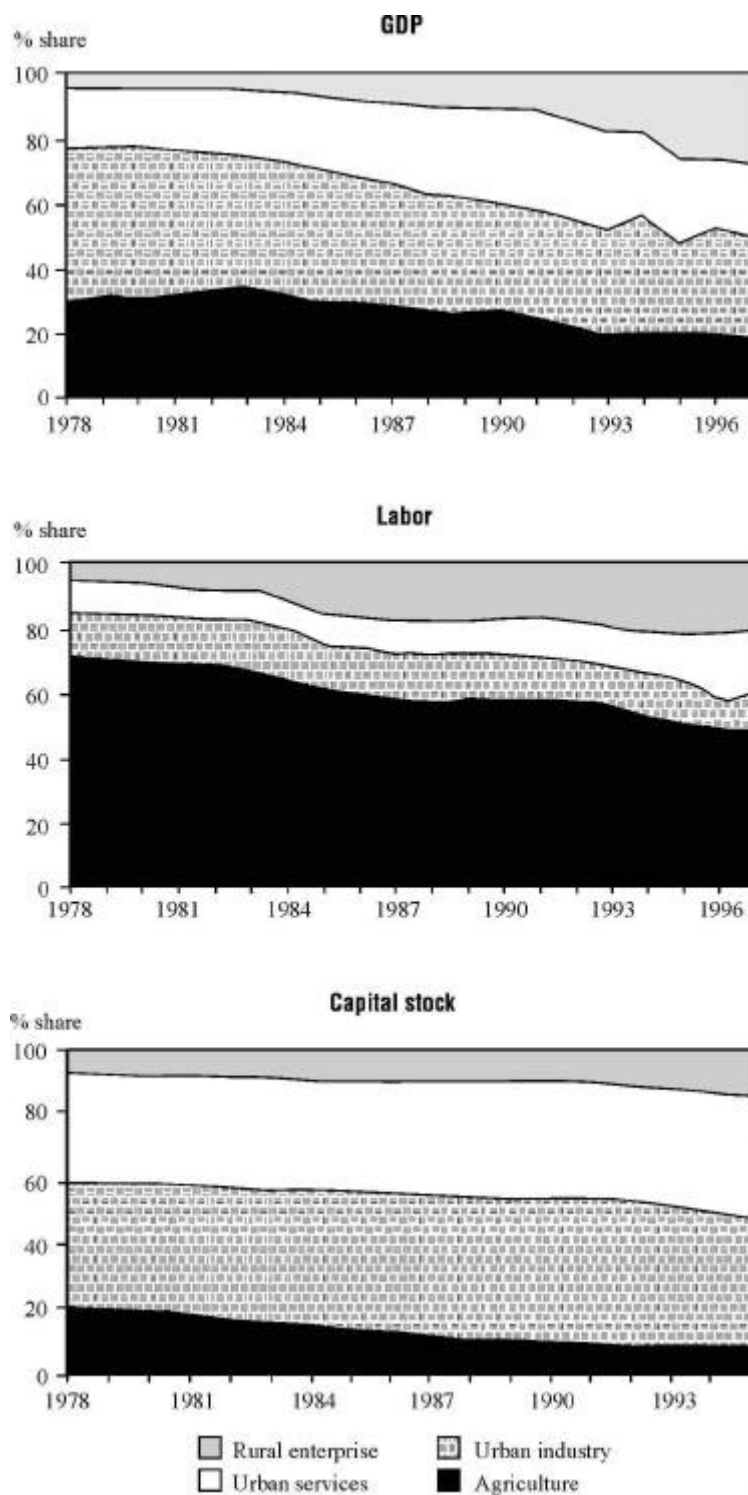 GDP
% share
100
80
60
40
20
0
1978 1981 1984 1987 1990 1993 1996
Labor
% share
100
80
60
40
20
0
1978 1981 1984 1987 1990 1993 1996
Capital stock
% share
100
80
60
40
20
0
1978 1981 1984 1987 1990 1993
Rural enterprise Urban industry
Urban services Agriculture